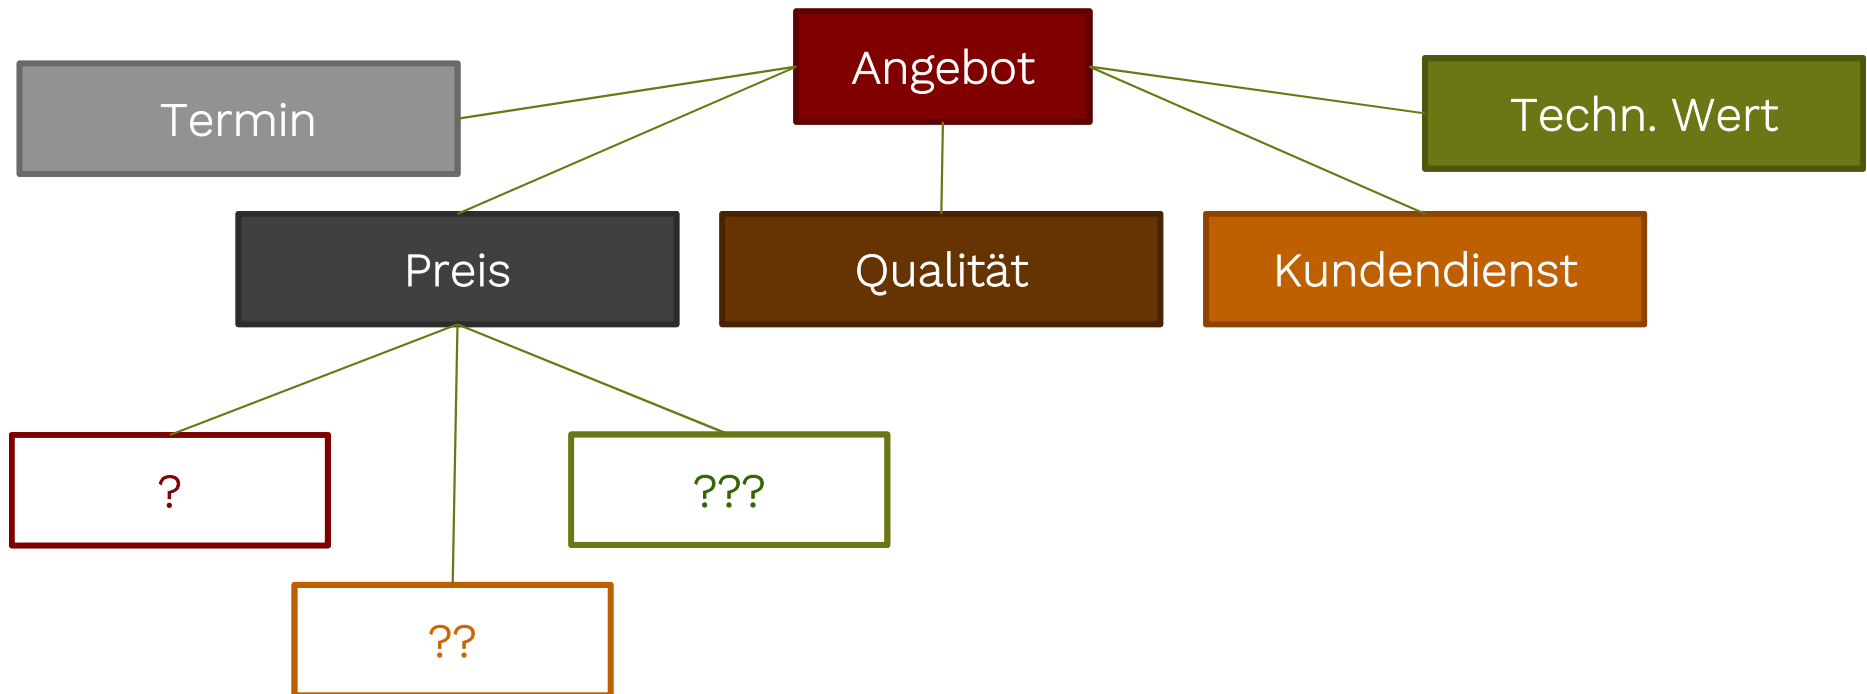 Angebot
Termin
Techn. Wert
Preis
Qualität
Kundendienst
?
???
??